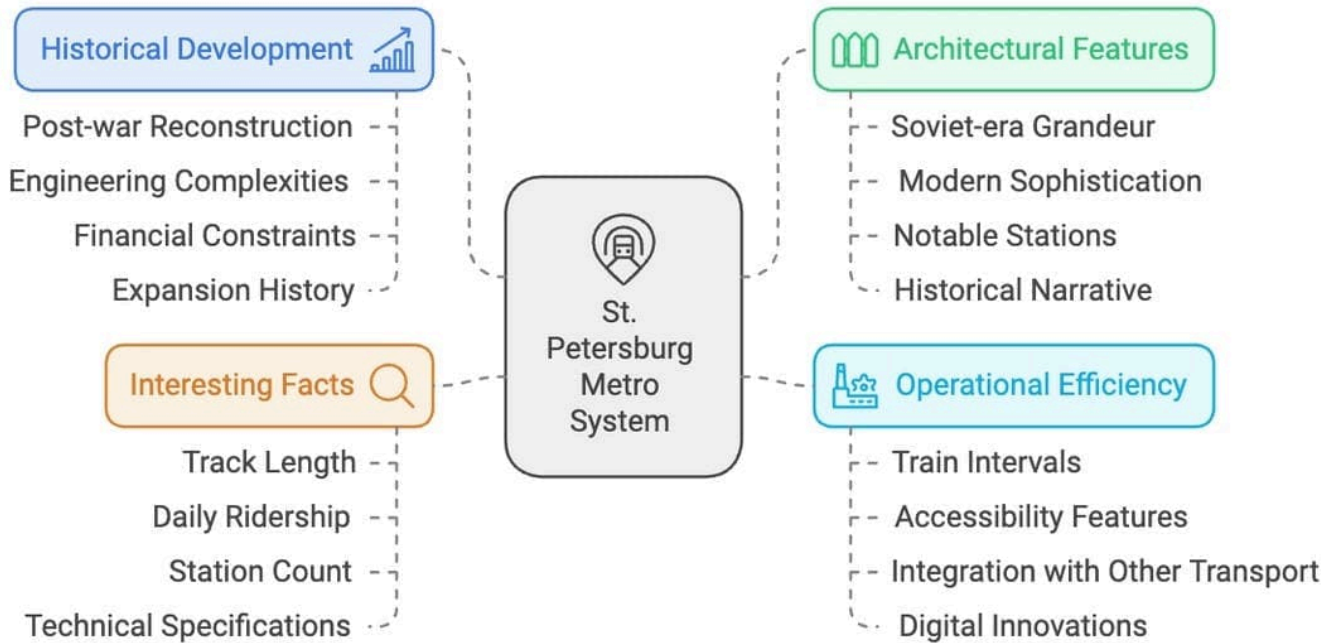 Historical Development
Post-war Reconstruction
Engineering Complexities
Financial Constraints
Expansion History
Interesting Facts
Track Length
Daily Ridership
Station Count
Technical Specifications
St.
Petersburg
Metro
System
Architectural Features
Soviet-era Grandeur
Modern Sophistication
Notable Stations
Historical Narrative
Operational Efficiency
Train Intervals
Accessibility Features
Integration with Other Transport
Digital Innovations